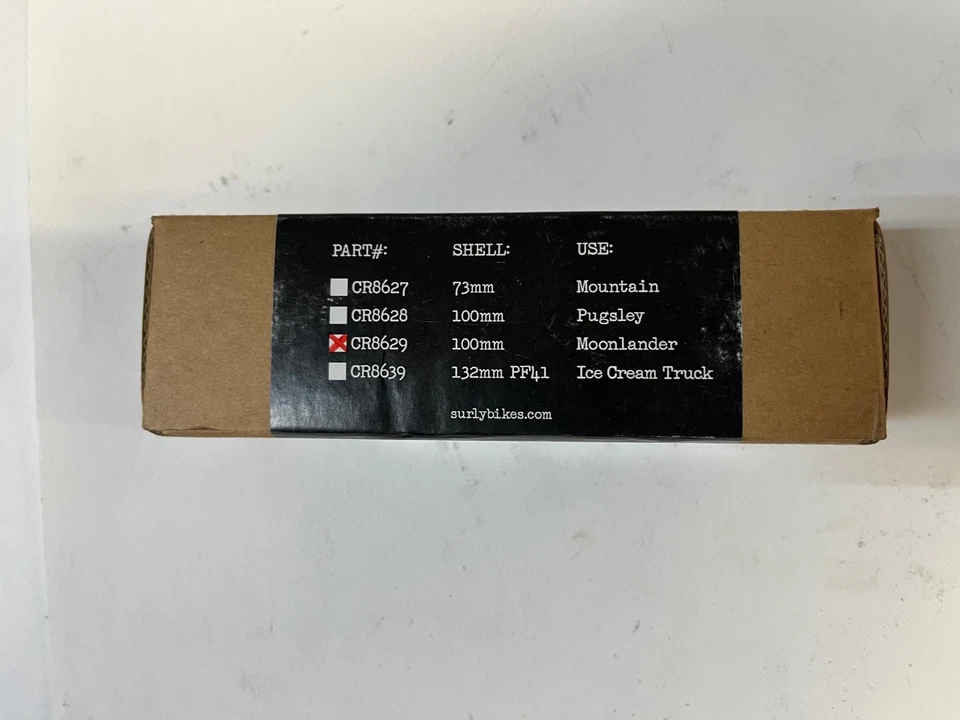 PART#: SHELL: USE:
CR8627 73mm Mountain
CR8628 100mm Pugsley
CR8629 100mm Moonlander
CR8639 132mm PF41 Ice Cream Truck
surlybikes.com